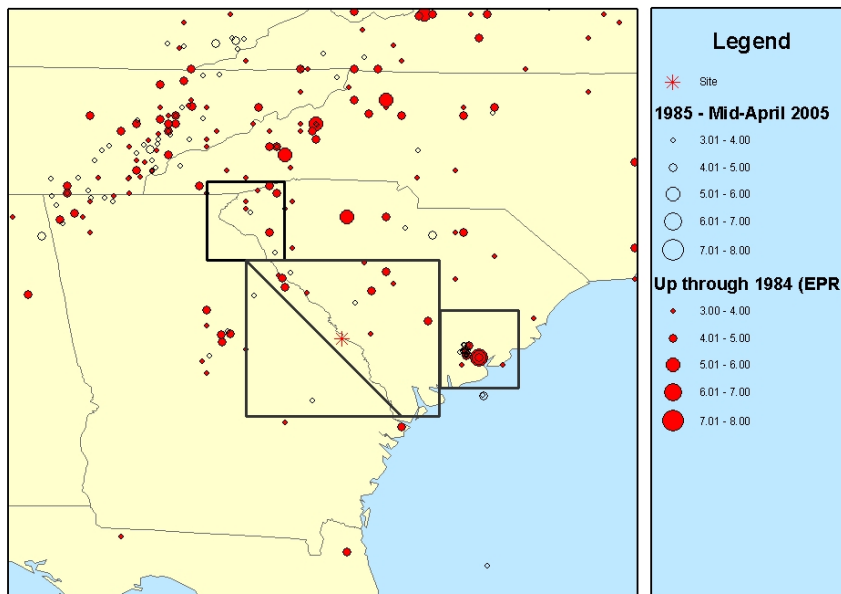 Legend
Site
1985 - Mid-April 2005
3.01 - 4.00
4.01 - 5.00
5.01 - 6.00
6.01 - 7.00
7.01 - 8.00
Up through 1984 (EPR
3.00 - 4.00
4.01 - 5.00
5.01 - 6.00
6.01 - 7.00
7.01 - 8.00